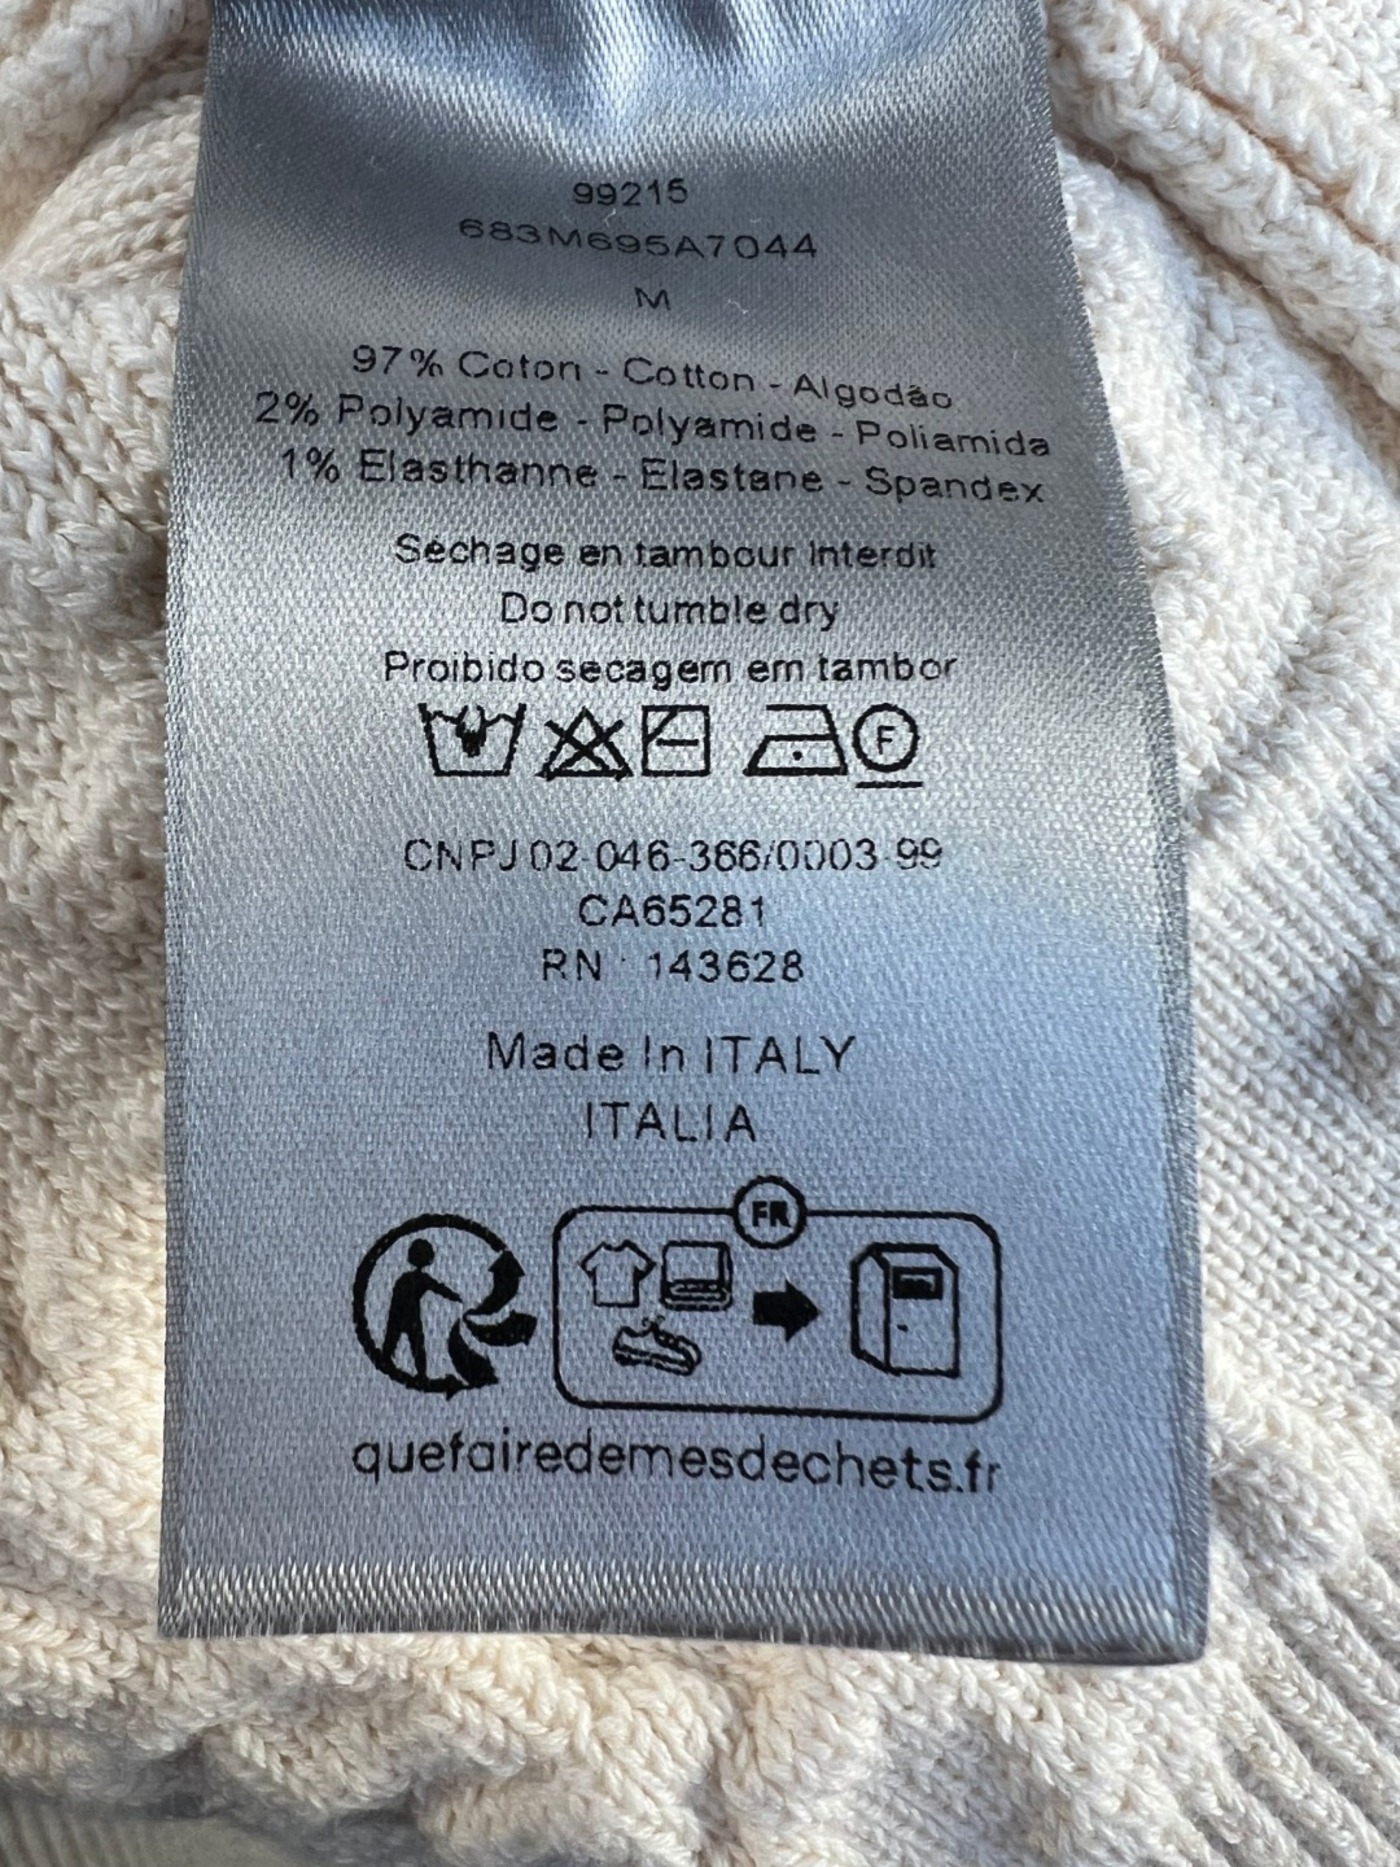 99215
683M695A7044
M
97% Coton - Cotton - Algodão
2% Polyamide - Polyamide - Poliamida
1% Elasthanne - Elastane - Spandex
Séchage en tambour Interdit
Do not tumble dry
Proibido secagem em tambor
F
CNPJ 02 046-366/0003-99
CA65281
RN : 143628
Made In ITALY
ITALIA
FR
quefairedemesdechets.fr